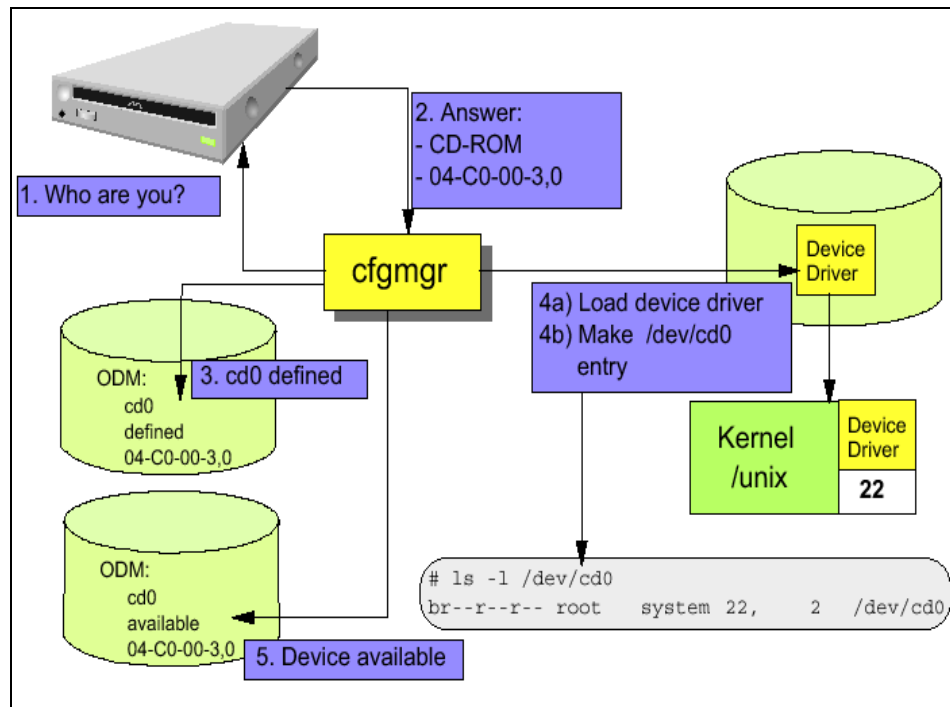 1. Who are you?
2. Answer:
- CD-ROM
- 04-C0-00-3,0
cfgmgr
Device
Driver
4a) Load device driver
4b) Make /dev/cd0
entry
3. cd0 defined
ODM:
cd0
defined
04-C0-00-3,0
Kernel
/unix
Device
Driver
22
ODM:
cd0
available
04-C0-00-3,0
5. Device available
# ls -l /dev/cd0
br--r--r-- root system 22, 2 /dev/cd0